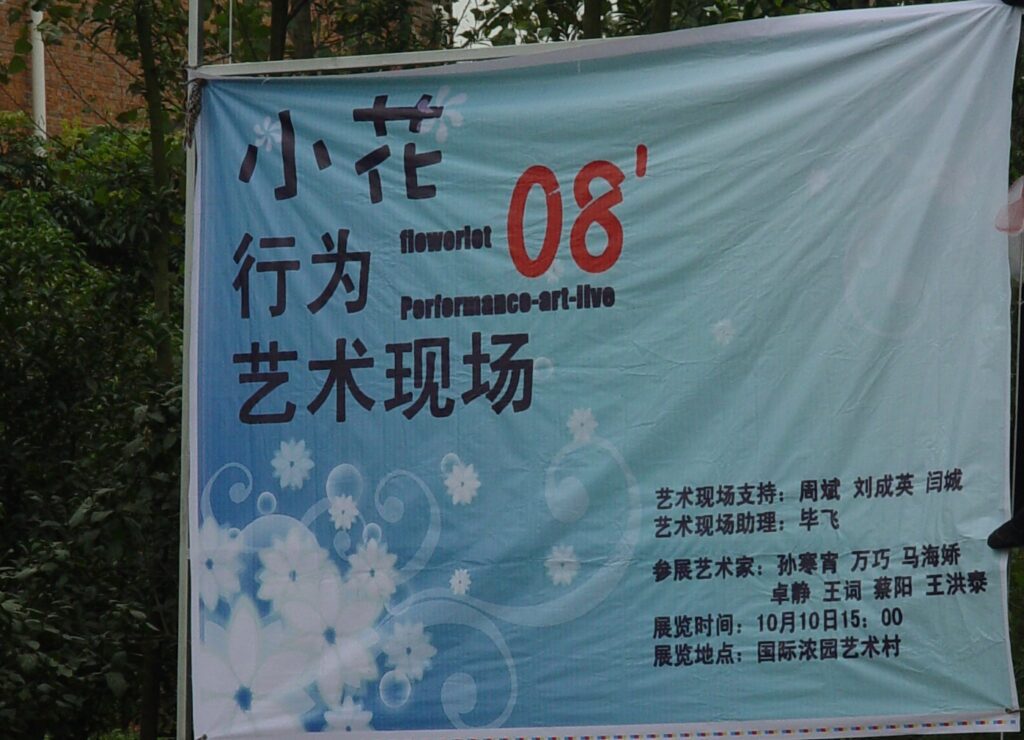 小花
08'
行为
flowerlet
Performance-art-live
艺术现场
艺术现场支持：周斌 刘成英 闫城
艺术现场助理：毕飞
参展艺术家：孙寒宵 万巧 马海娇
卓静 王词 蔡阳 王洪泰
展览时间：10月10日15：00
展览地点：国际浓园艺术村